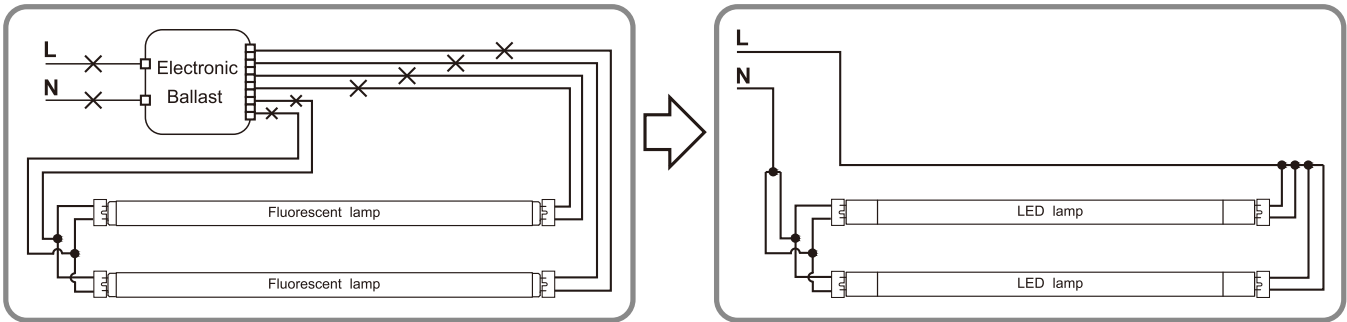 L
N
Electronic
Ballast
Fluorescent lamp
Fluorescent lamp
L
N
LED lamp
LED lamp